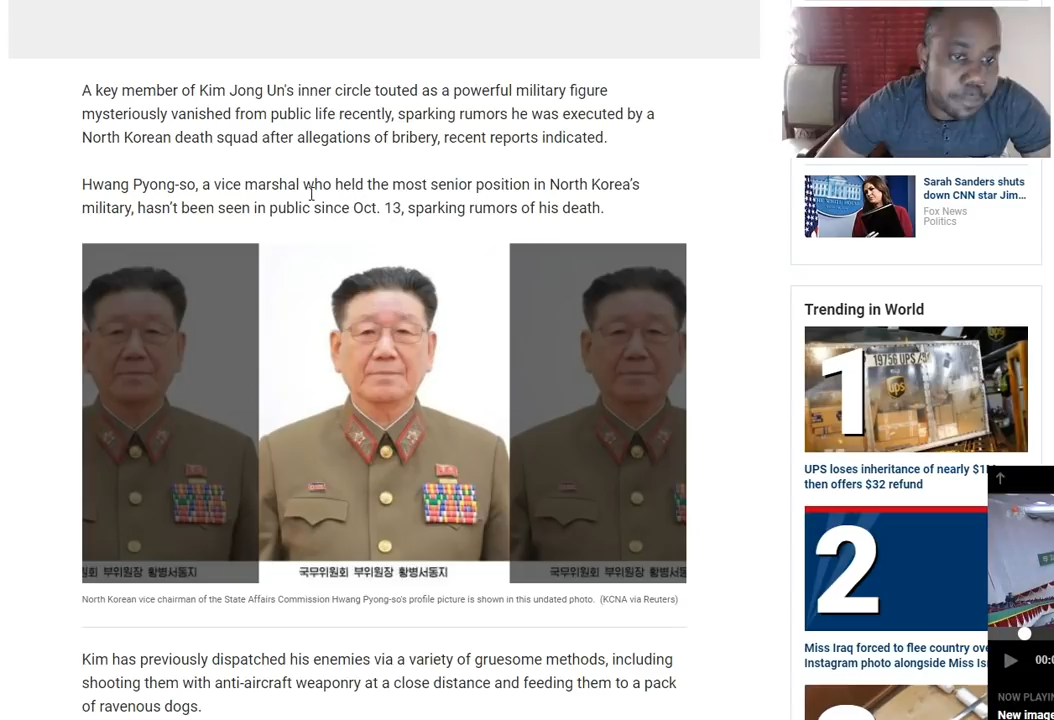 A key member of Kim Jong Un's inner circle touted as a powerful military figure
mysteriously vanished from public life recently, sparking rumors he was executed by a
North Korean death squad after allegations of bribery, recent reports indicated.
Hwang Pyong-so, a vice marshal who held the most senior position in North Korea's
military, hasn't been seen in public since Oct. 13, sparking rumors of his death.
위원회 부위원장 황병서동지
국무위원회 부위원장 황병서동지
국무위원회 부위원장 황병서
North Korean vice chairman of the State Affairs Commission Hwang Pyong-so's profile picture is shown in this undated photo. (KCNA via Reuters)
Kim has previously dispatched his enemies via a variety of gruesome methods, including
shooting them with anti-aircraft weaponry at a close distance and feeding them to a pack
of ravenous dogs.
Sarah Sanders shuts
down CNN star Jim...
Fox News
Politics
Trending in World
1
19756 UPS
ups
UPS loses inheritance of nearly
then offers $32 refund
2
Miss Iraq forced to flee country
Instagram photo alongside Miss
00:
NOW PLAYI
New image